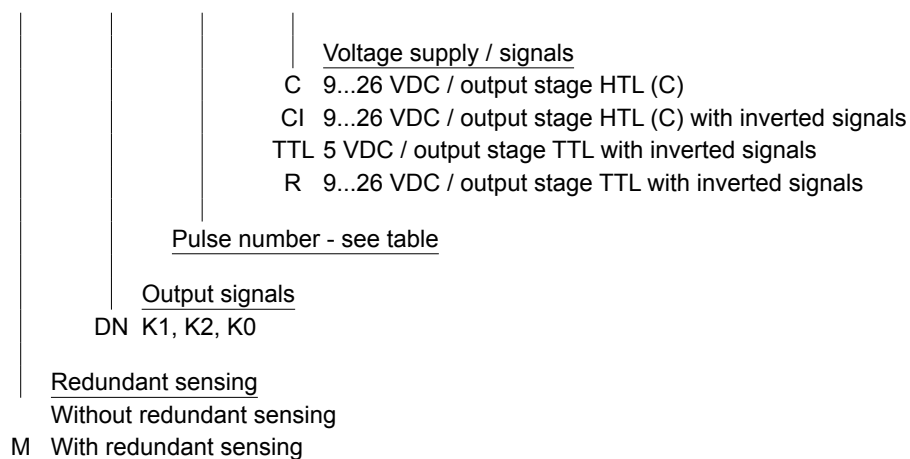 Voltage supply / signals
C 9...26 VDC / output stage HTL (C)
CI 9...26 VDC / output stage HTL (C) with inverted signals
TTL 5 VDC / output stage TTL with inverted signals
R 9...26 VDC / output stage TTL with inverted signals
Pulse number - see table
Output signals
DN K1, K2, K0
Redundant sensing
Without redundant sensing
M With redundant sensing